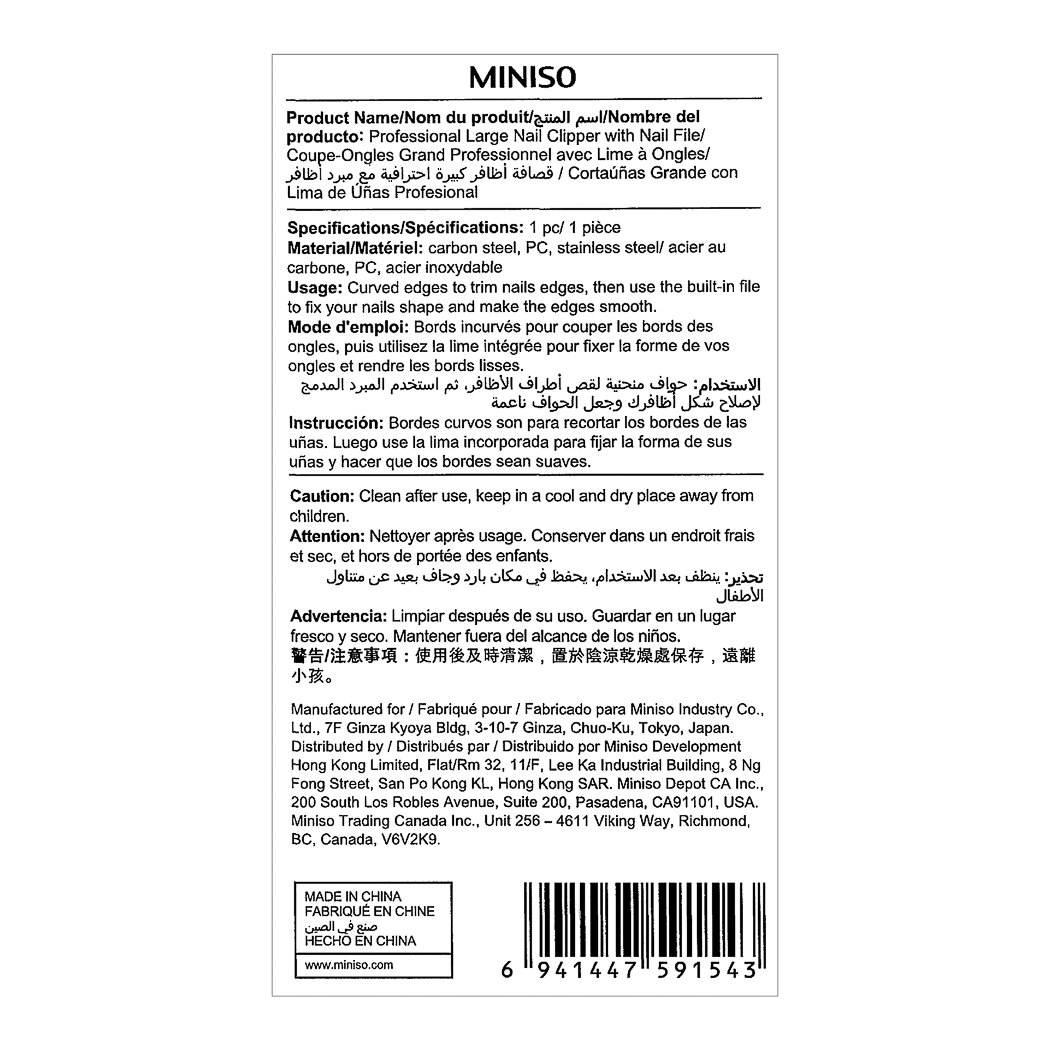 MINISO
Product Name/Nom du produit/اسم المنتج/Nombre del
producto: Professional Large Nail Clipper with Nail File/
Coupe-Ongles Grand Professionnel avec Lime à Ongles/
قصافة أظافر كبيرة احترافية مع مبرد أظافر / Cortaúñas Grande con
Lima de Úñas Profesional
Specifications/Spécifications: 1 pc/ 1 pièce
Material/Matériel: carbon steel, PC, stainless steel/ acier au
carbone, PC, acier inoxydable
Usage: Curved edges to trim nails edges, then use the built-in file
to fix your nails shape and make the edges smooth.
Mode d'emploi: Bords incurvés pour couper les bords des
ongles, puis utilisez la lime intégrée pour fixer la forme de vos
ongles et rendre les bords lisses.
الاستخدام: حواف منحنية لقص أطراف الأظافر، ثم استخدم المبرد المدمج
لإصلاح شكل أظافرك وجعل الحواف ناعمة
Instrucción: Bordes curvos son para recortar los bordes de las
uñas. Luego use la lima incorporada para fijar la forma de sus
uñas y hacer que los bordes sean suaves.
Caution: Clean after use, keep in a cool and dry place away from
children.
Attention: Nettoyer après usage. Conserver dans un endroit frais
et sec, et hors de portée des enfants.
تحذير: ينظف بعد الاستخدام، يحفظ في مكان بارد وجاف بعيد عن متناول
الأطفال
Advertencia: Limpiar después de su uso. Guardar en un lugar
fresco y seco. Mantener fuera del alcance de los niños.
警告/注意事項：使用後及時清潔，置於陰涼乾燥處保存，遠離
小孩。
Manufactured for / Fabriqué pour / Fabricado para Miniso Industry Co.,
Ltd., 7F Ginza Kyoya Bldg, 3-10-7 Ginza, Chuo-Ku, Tokyo, Japan.
Distributed by / Distribués par / Distribuido por Miniso Development
Hong Kong Limited, Flat/Rm 32, 11/F, Lee Ka Industrial Building, 8 Ng
Fong Street, San Po Kong KL, Hong Kong SAR. Miniso Depot CA Inc.,
200 South Los Robles Avenue, Suite 200, Pasadena, CA91101, USA.
Miniso Trading Canada Inc., Unit 256 – 4611 Viking Way, Richmond,
BC, Canada, V6V2K9.
MADE IN CHINA
FABRIQUÉ EN CHINE
صنع في الصين
HECHO EN CHINA
www.miniso.com
6 941447 591543